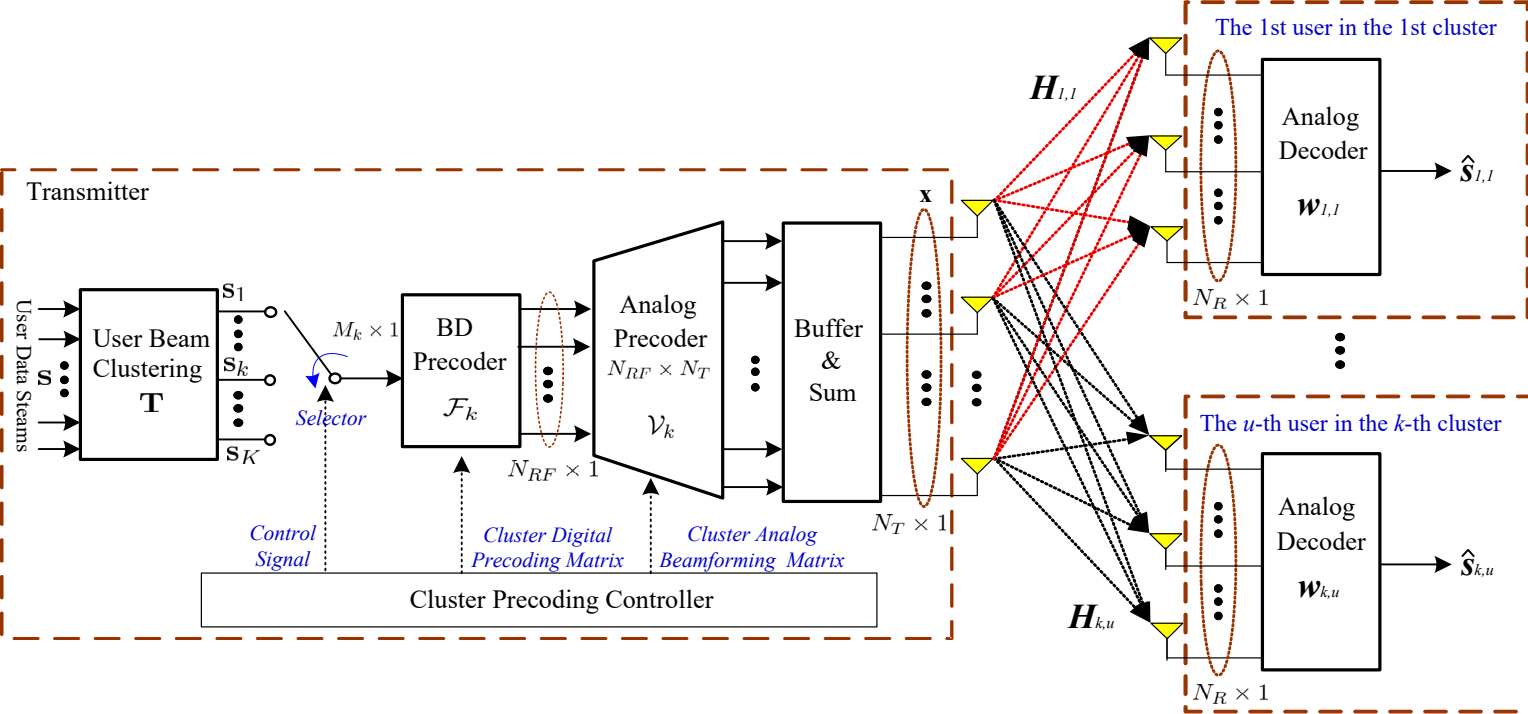 The 1st user in the 1st cluster
H1,1
Analog
Decoder
w1,1
ŝ1,1
NR × 1
Transmitter
x
User Data Steams
s
User Beam
Clustering
T
s1
sk
sK
Selector
Mk × 1
BD
Precoder
ℱk
NRF × 1
Analog
Precoder
NRF × NT
𝒱k
Buffer
&
Sum
NT × 1
Control
Signal
Cluster Digital
Precoding Matrix
Cluster Analog
Beamforming Matrix
Cluster Precoding Controller
The u-th user in the k-th cluster
Hk,u
Analog
Decoder
wk,u
ŝk,u
NR × 1